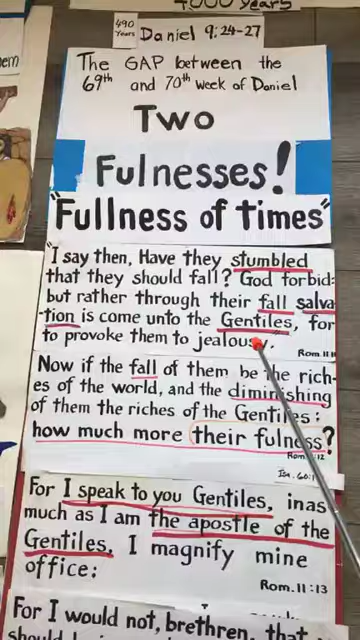 4000 years
490
Years
Daniel 9:24-27
The GAP between the
69th and 70th week of Daniel
Two
Fulnesses!
"Fullness of times"
"I say then, Have they stumbled
that they should fall? God forbid:
but rather through their fall salva
-tion is come unto the Gentiles, for
to provoke them to jealousy."
Rom. 11:11
Now if the fall of them be the rich-
es of the world, and the diminishing
of them the riches of the Gentiles:
how much more their fulness?
Rom 12
Isa. 60:1
For I speak to you Gentiles, inas
much as I am the apostle of the
Gentiles, I magnify mine
office:
Rom. 11:13
For I would not, brethren, that